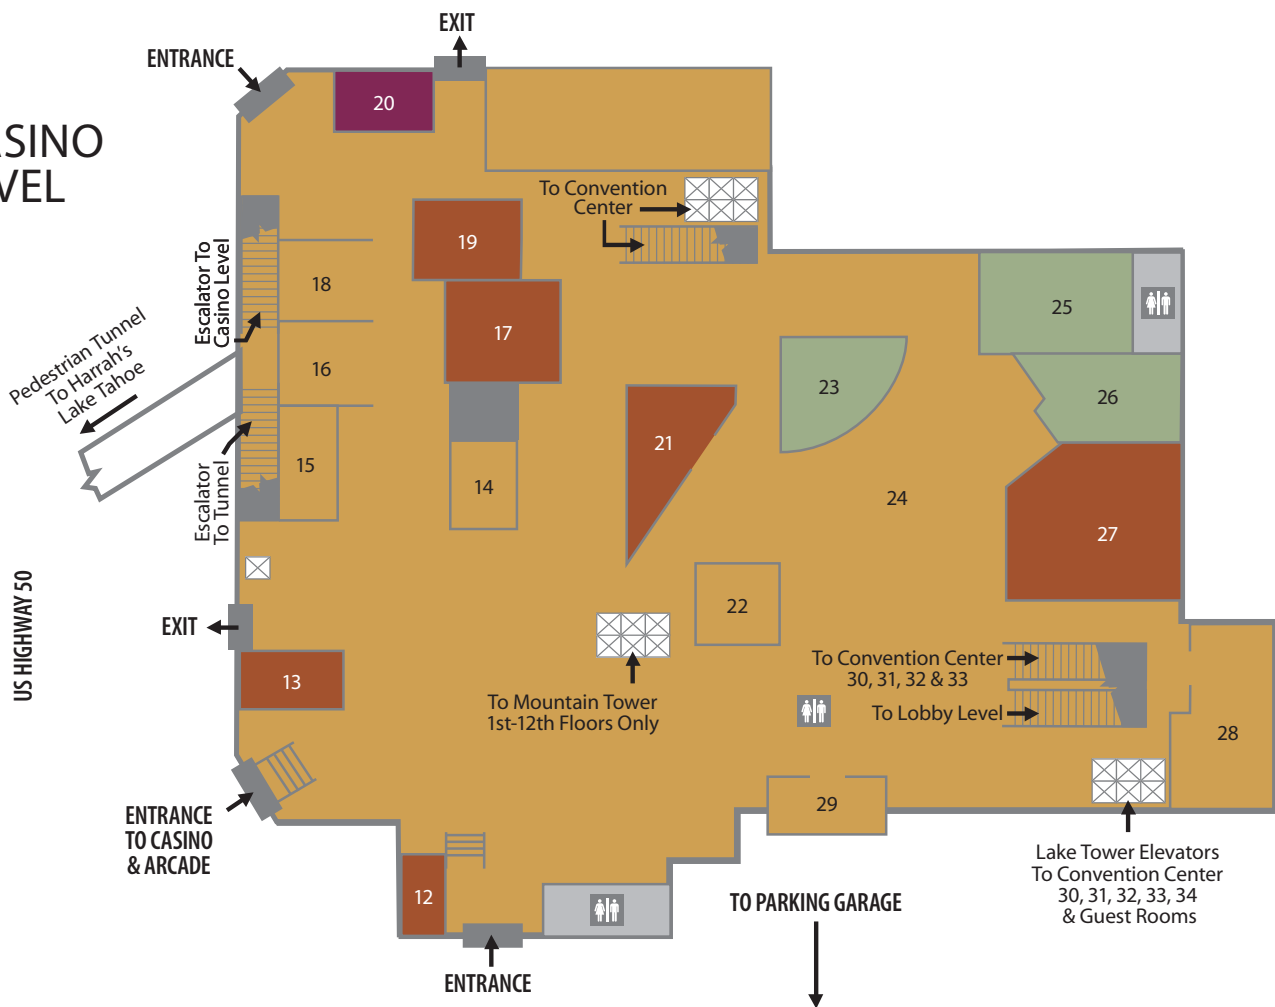 EXIT
ENTRANCE
ASINO
VEL
20
To Convention
Center
19
Escalator To
Casino Level
18
17
25
Pedestrian Tunnel
To Harrah's
Lake Tahoe
16
23
26
21
15
14
24
Escalator
To Tunnel
27
US HIGHWAY 50
22
EXIT
13
To Convention Center
30, 31, 32 & 33
To Mountain Tower
1st-12th Floors Only
To Lobby Level
28
ENTRANCE
TO CASINO
& ARCADE
29
12
Lake Tower Elevators
To Convention Center
30, 31, 32, 33, 34
& Guest Rooms
TO PARKING GARAGE
ENTRANCE